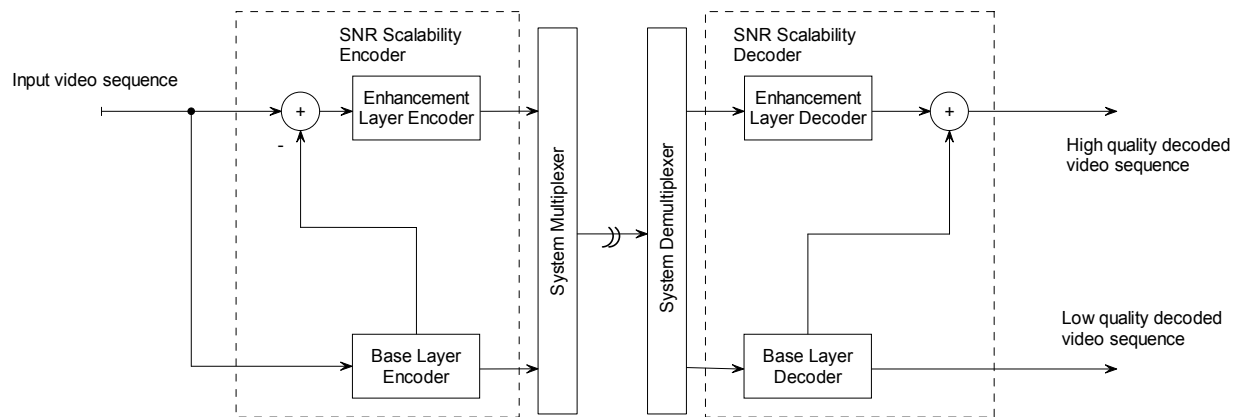 SNR Scalability
Encoder
SNR Scalability
Decoder
Input video sequence
+
-
Enhancement
Layer Encoder
System Multiplexer
System Demultiplexer
Enhancement
Layer Decoder
+
High quality decoded
video sequence
Base Layer
Encoder
Base Layer
Decoder
Low quality decoded
video sequence